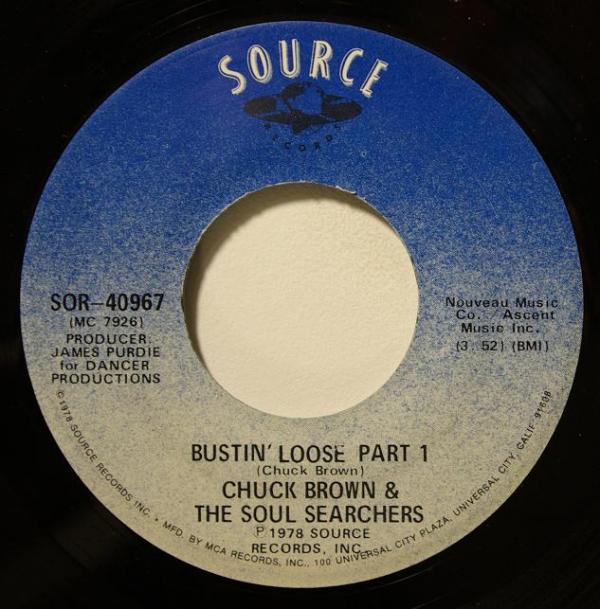 SOURCE
RECORDS
SOR-40967
(MC 7926)
PRODUCER:
JAMES PURDIE
for DANCER
PRODUCTIONS
Nouveau Music
Co. / Ascent
Music Inc.
(3:52) (BMI)
BUSTIN' LOOSE PART 1
(Chuck Brown)
CHUCK BROWN &
THE SOUL SEARCHERS
℗ 1978 SOURCE
RECORDS, INC.
© 1978 SOURCE RECORDS INC. • MFD. BY MCA RECORDS, INC., 100 UNIVERSAL CITY PLAZA, UNIVERSAL CITY, CALIF. 91608